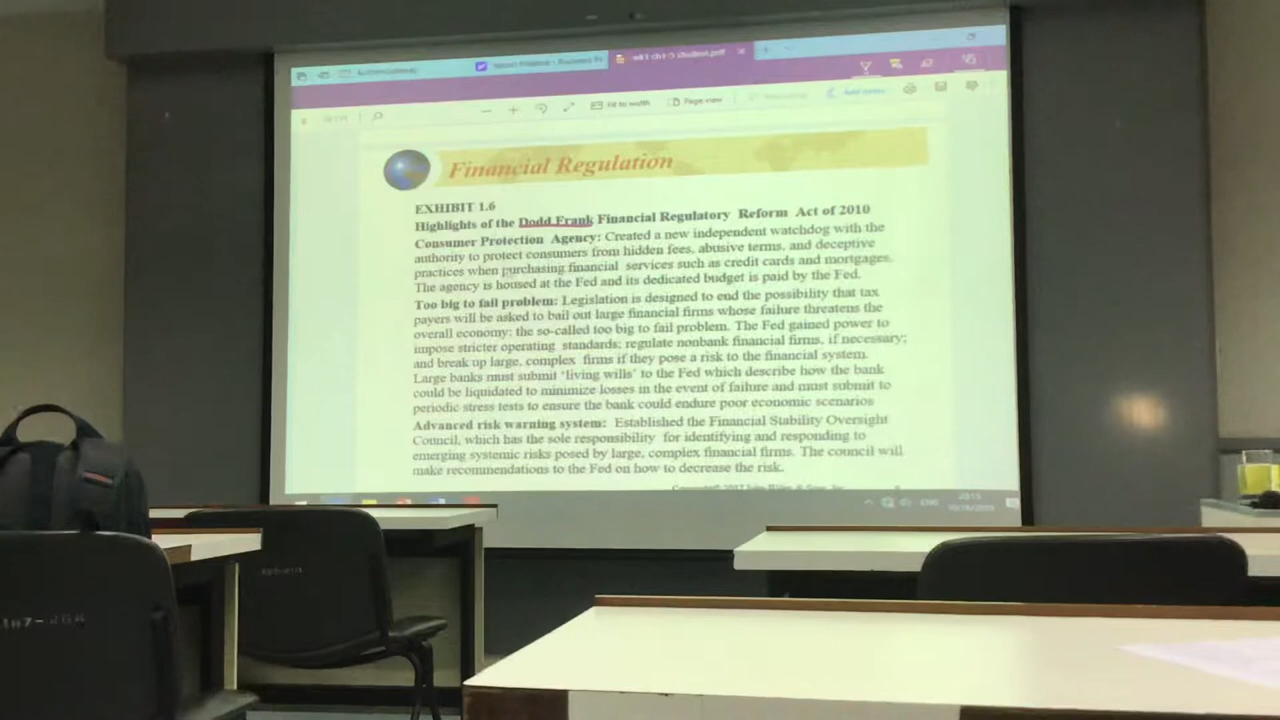 student.pdf
Fit to width
Page view
Add notes
Financial Regulation
EXHIBIT 1.6
Highlights of the Dodd Frank Financial Regulatory Reform Act of 2010
Consumer Protection Agency: Created a new independent watchdog with the
authority to protect consumers from hidden fees, abusive terms, and deceptive
practices when purchasing financial services such as credit cards and mortgages.
The agency is housed at the Fed and its dedicated budget is paid by the Fed.
Too big to fail problem: Legislation is designed to end the possibility that tax
payers will be asked to bail out large financial firms whose failure threatens the
overall economy; the so-called too big to fail problem. The Fed gained power to
impose stricter operating standards; regulate nonbank financial firms, if necessary;
and break up large, complex firms if they pose a risk to the financial system.
Large banks must submit ‘living wills’ to the Fed which describe how the bank
could be liquidated to minimize losses in the event of failure and must submit to
periodic stress tests to ensure the bank could endure poor economic scenarios
Advanced risk warning system: Established the Financial Stability Oversight
Council, which has the sole responsibility for identifying and responding to
emerging systemic risks posed by large, complex financial firms. The council will
make recommendations to the Fed on how to decrease the risk.
ENG